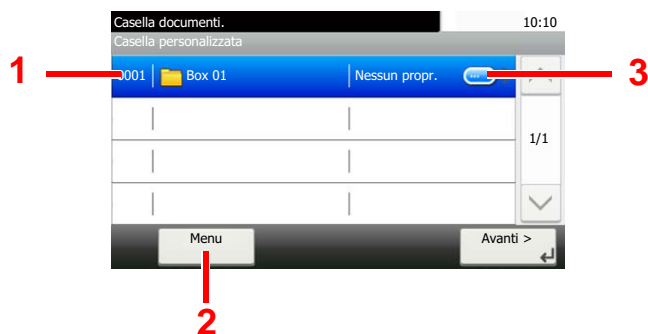 Casella documenti. 10:10
Casella personalizzata
1 0001 Box 01 Nessun propr. ... 3
1/1
Menu Avanti >
2